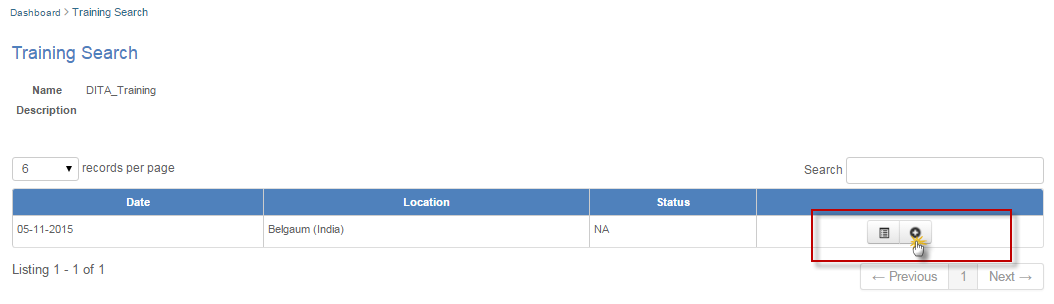 Dashboard > Training Search
Training Search
Name DITA_Training
Description
6 records per page Search
Date Location Status
05-11-2015 Belgaum (India) NA
Listing 1 - 1 of 1
← Previous 1 Next →